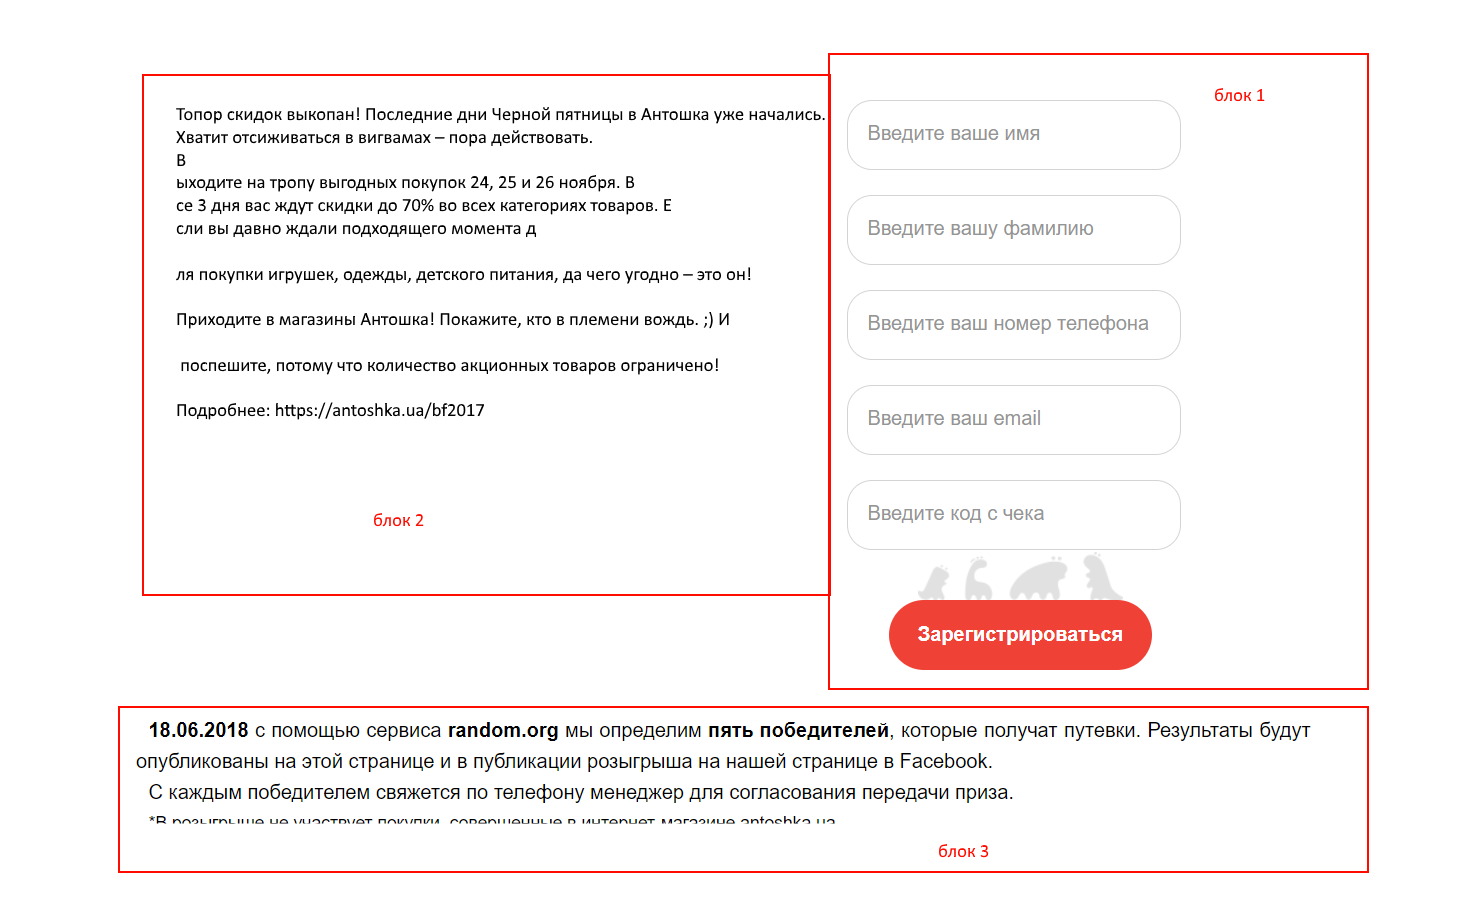 Топор скидок выкопан! Последние дни Черной пятницы в Антошка уже начались.
Хватит отсиживаться в вигвамах – пора действовать.
В
ыходите на тропу выгодных покупок 24, 25 и 26 ноября. В
се 3 дня вас ждут скидки до 70% во всех категориях товаров. Е
сли вы давно ждали подходящего момента д
ля покупки игрушек, одежды, детского питания, да чего угодно – это он!
Приходите в магазины Антошка! Покажите, кто в племени вождь. ;) И
поспешите, потому что количество акционных товаров ограничено!
Подробнее: https://antoshka.ua/bf2017
блок 2
блок 1
Введите ваше имя
Введите вашу фамилию
Введите ваш номер телефона
Введите ваш email
Введите код с чека
Зарегистрироваться
18.06.2018 с помощью сервиса random.org мы определим пять победителей, которые получат путевки. Результаты будут
опубликованы на этой странице и в публикации розыгрыша на нашей странице в Facebook.
С каждым победителем свяжется по телефону менеджер для согласования передачи приза.
*В розыгрыше не участвует покупки, совершенные в интернет-магазине antoshka.ua
блок 3